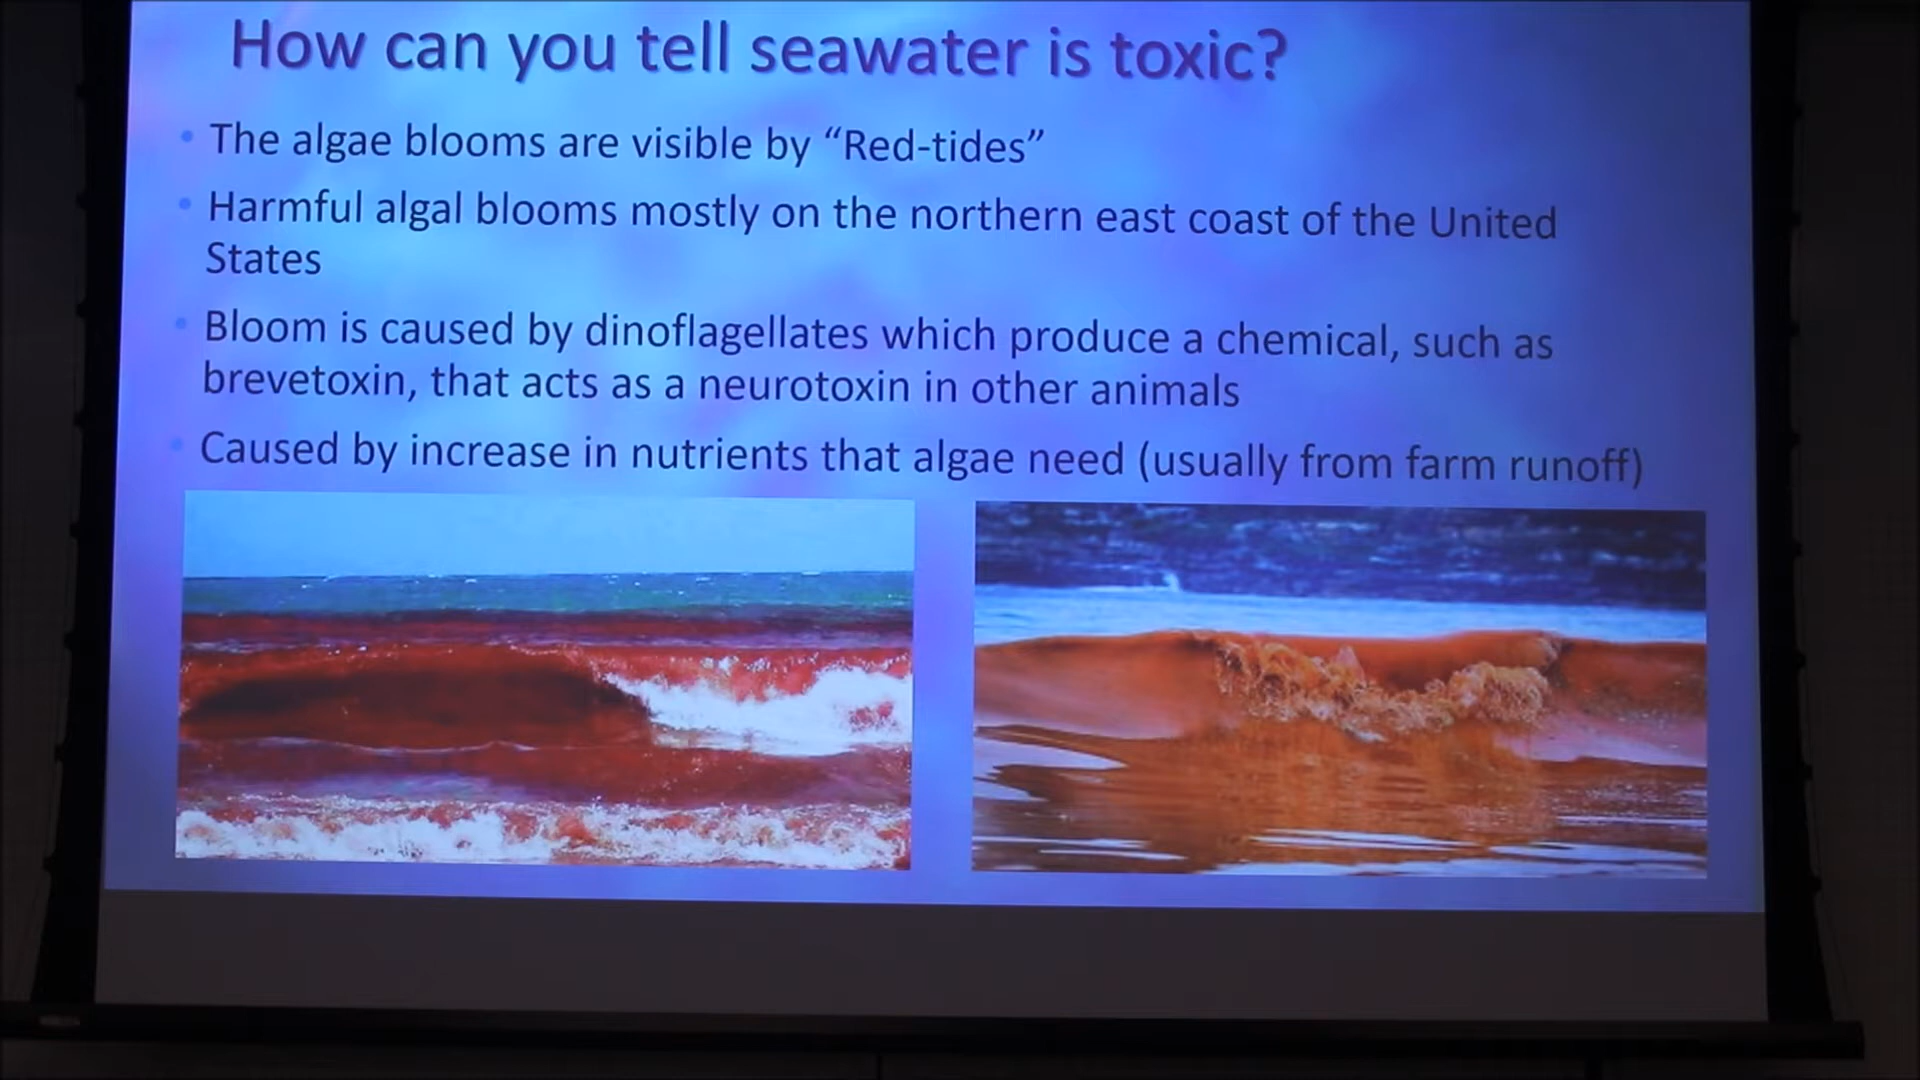 How can you tell seawater is toxic?
• The algae blooms are visible by “Red-tides”
• Harmful algal blooms mostly on the northern east coast of the United
States
• Bloom is caused by dinoflagellates which produce a chemical, such as
brevetoxin, that acts as a neurotoxin in other animals
• Caused by increase in nutrients that algae need (usually from farm runoff)